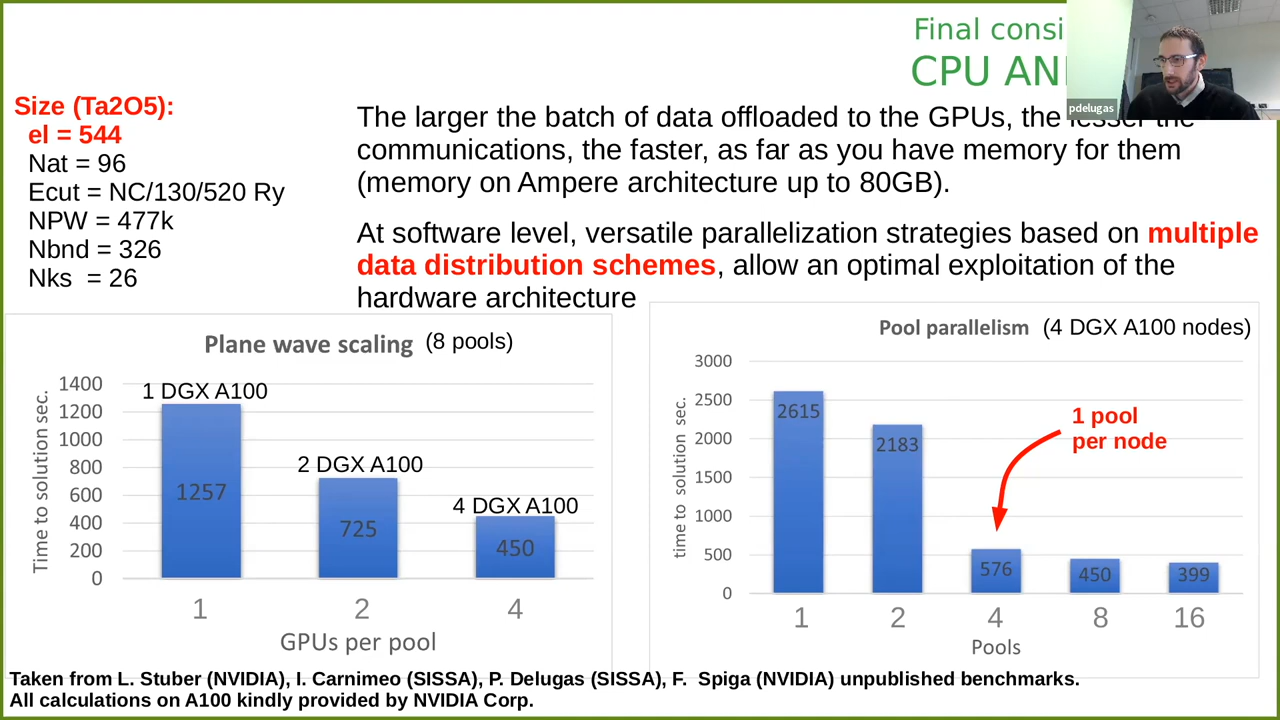 Final consi
CPU AN
pdelugas
Size (Ta2O5):
el = 544
Nat = 96
Ecut = NC/130/520 Ry
NPW = 477k
Nbnd = 326
Nks = 26
The larger the batch of data offloaded to the GPUs, the lesser the
communications, the faster, as far as you have memory for them
(memory on Ampere architecture up to 80GB).
At software level, versatile parallelization strategies based on multiple
data distribution schemes, allow an optimal exploitation of the
hardware architecture
Plane wave scaling (8 pools)
Time to solution sec.
1400
1200
1000
800
600
400
200
0
1 DGX A100
2 DGX A100
4 DGX A100
1257
725
450
1 2 4
GPUs per pool
Pool parallelism (4 DGX A100 nodes)
time to solution sec.
3000
2500
2000
1500
1000
500
0
2615
2183
576
450
399
1 pool
per node
1 2 4 8 16
Pools
Taken from L. Stuber (NVIDIA), I. Carnimeo (SISSA), P. Delugas (SISSA), F. Spiga (NVIDIA) unpublished benchmarks.
All calculations on A100 kindly provided by NVIDIA Corp.